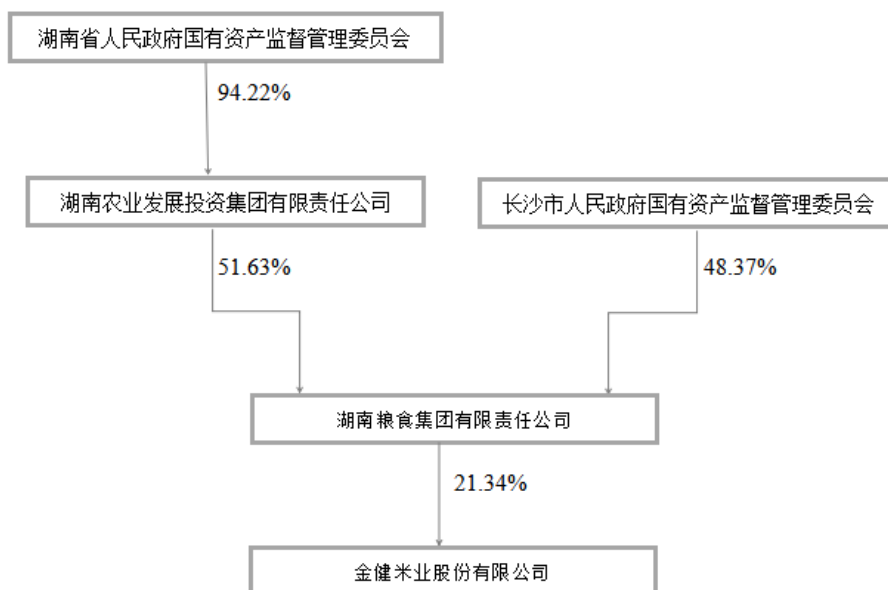 湖南省人民政府国有资产监督管理委员会
94.22%
湖南农业发展投资集团有限责任公司
长沙市人民政府国有资产监督管理委员会
51.63%
48.37%
湖南粮食集团有限责任公司
21.34%
金健米业股份有限公司